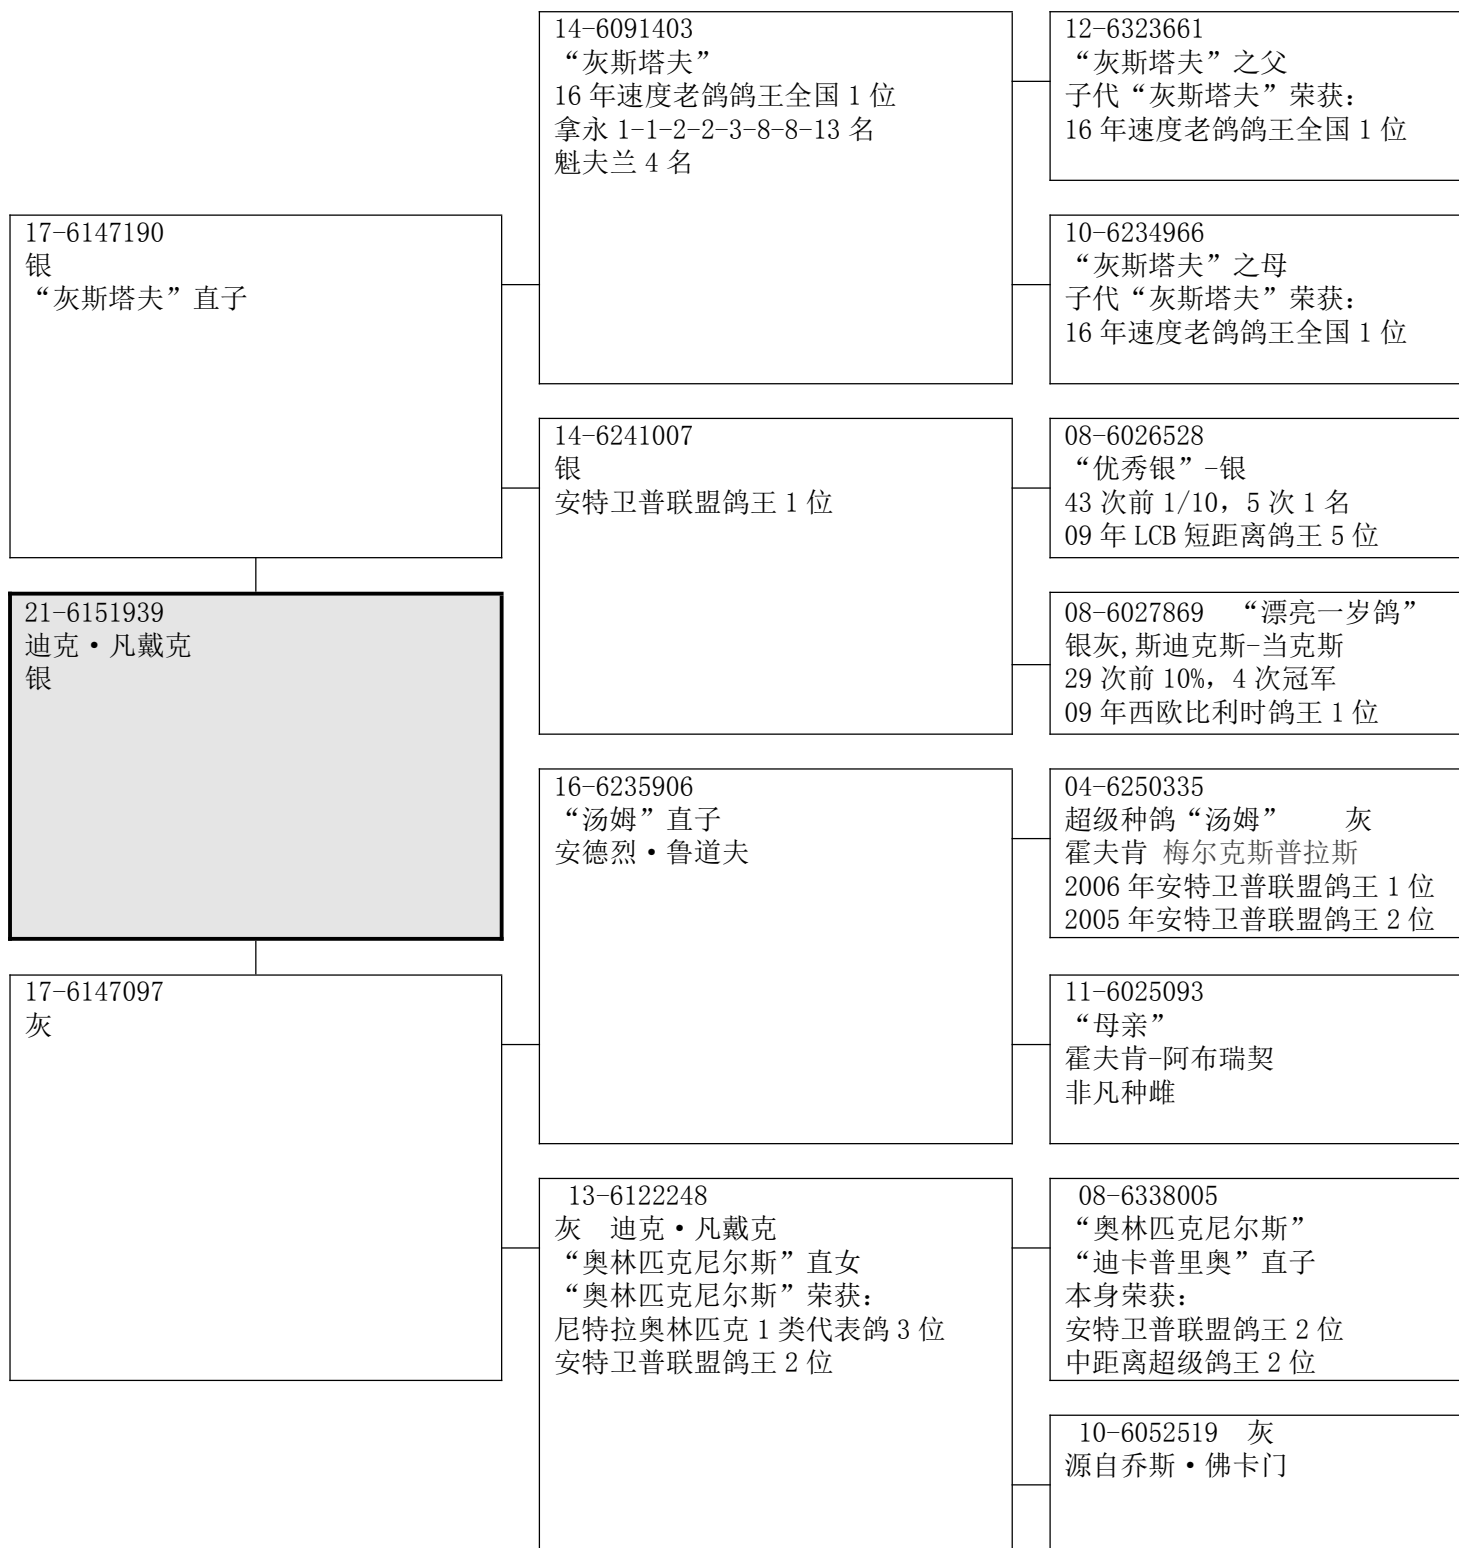 17-6147190
银
“灰斯塔夫”直子
21-6151939
迪克·凡戴克
银
17-6147097
灰
14-6091403
“灰斯塔夫”
16 年速度老鸽鸽王全国 1 位
拿永 1-1-2-2-3-8-8-13 名
魁夫兰 4 名
14-6241007
银
安特卫普联盟鸽王 1 位
16-6235906
“汤姆”直子
安德烈·鲁道夫
13-6122248
灰 迪克·凡戴克
“奥林匹克尼尔斯”直女
“奥林匹克尼尔斯”荣获:
尼特拉奥林匹克 1 类代表鸽 3 位
安特卫普联盟鸽王 2 位
12-6323661
“灰斯塔夫”之父
子代“灰斯塔夫”荣获:
16 年速度老鸽鸽王全国 1 位
10-6234966
“灰斯塔夫”之母
子代“灰斯塔夫”荣获:
16 年速度老鸽鸽王全国 1 位
08-6026528
“优秀银”-银
43 次前 1/10，5 次 1 名
09 年 LCB 短距离鸽王 5 位
08-6027869 “漂亮一岁鸽”
银灰,斯迪克斯-当克斯
29 次前 10%，4 次冠军
09 年西欧比利时鸽王 1 位
04-6250335
超级种鸽“汤姆” 灰
霍夫肯 梅尔克斯普拉斯
2006 年安特卫普联盟鸽王 1 位
2005 年安特卫普联盟鸽王 2 位
11-6025093
“母亲”
霍夫肯-阿布瑞契
非凡种雌
08-6338005
“奥林匹克尼尔斯”
“迪卡普里奥”直子
本身荣获:
安特卫普联盟鸽王 2 位
中距离超级鸽王 2 位
10-6052519 灰
源自乔斯·佛卡门